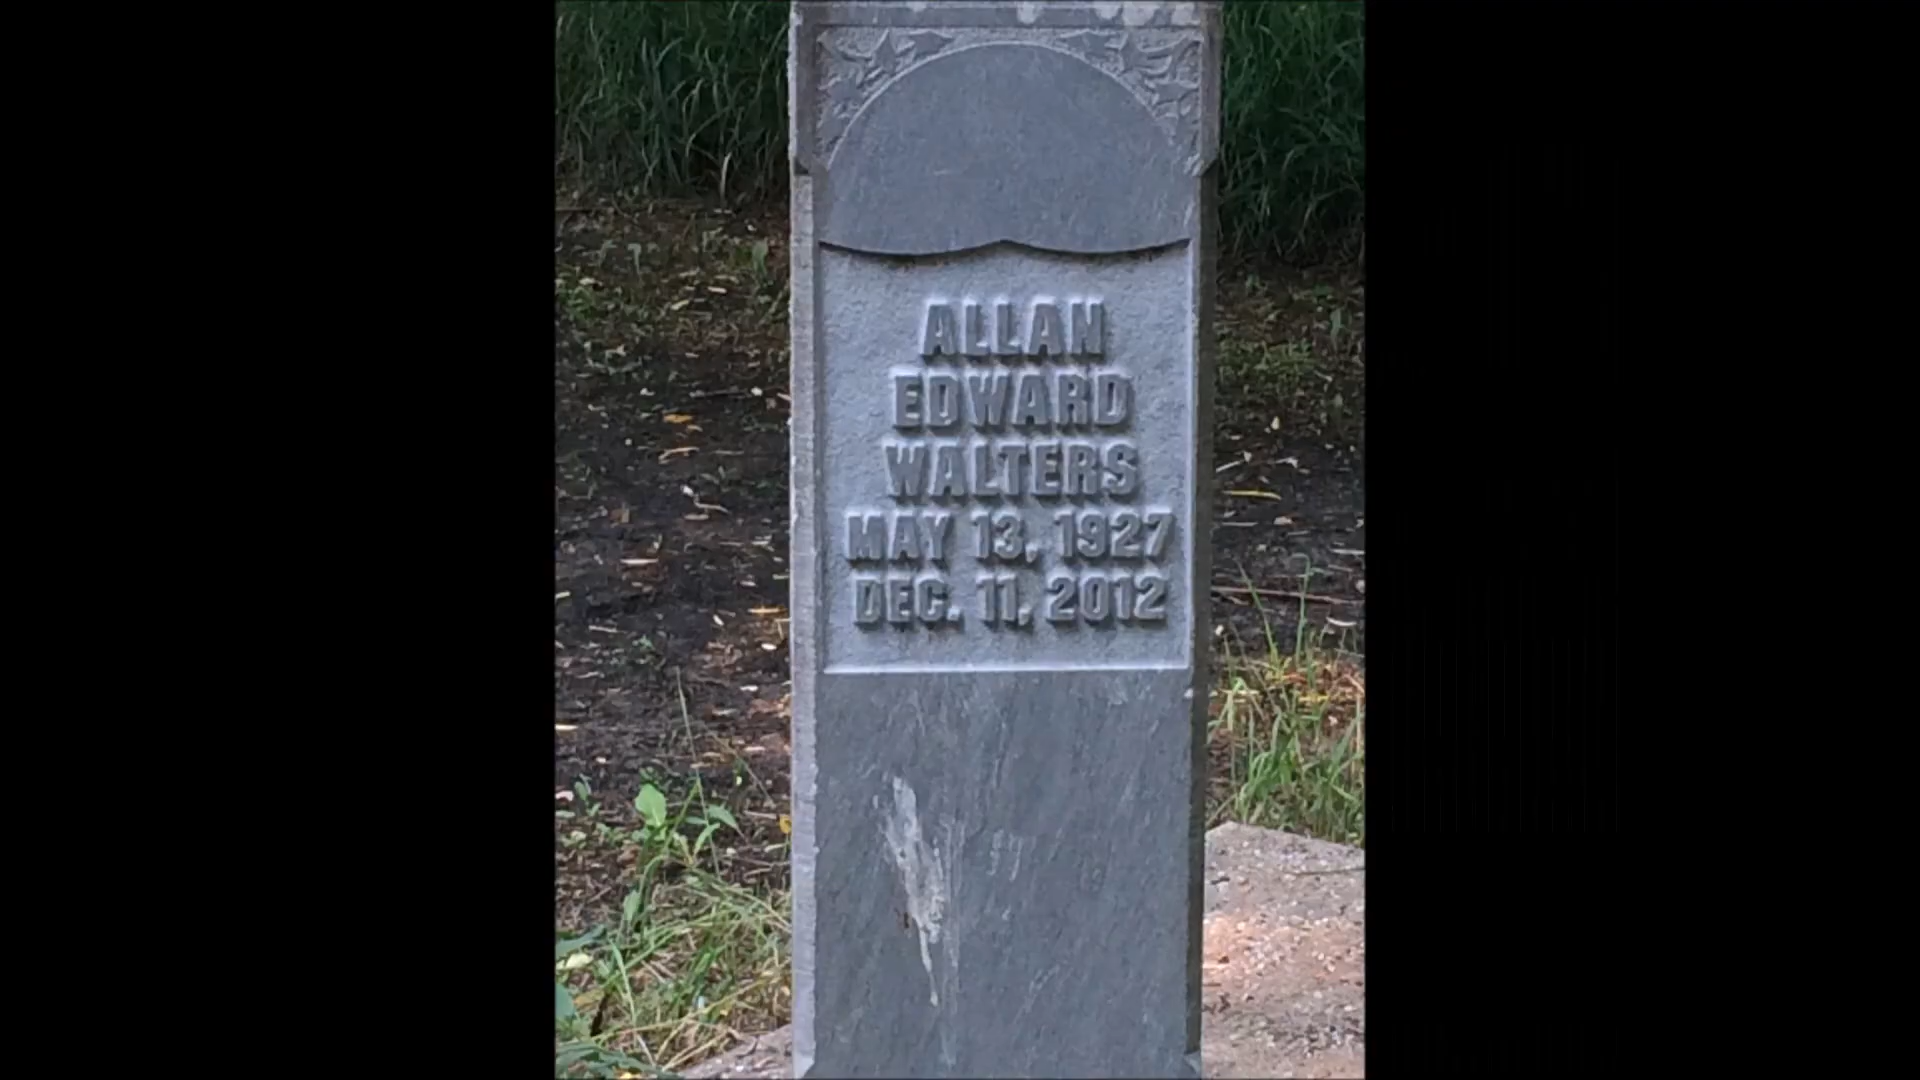 ALLAN
EDWARD
WALTERS
MAY 13, 1927
DEC. 11, 2012